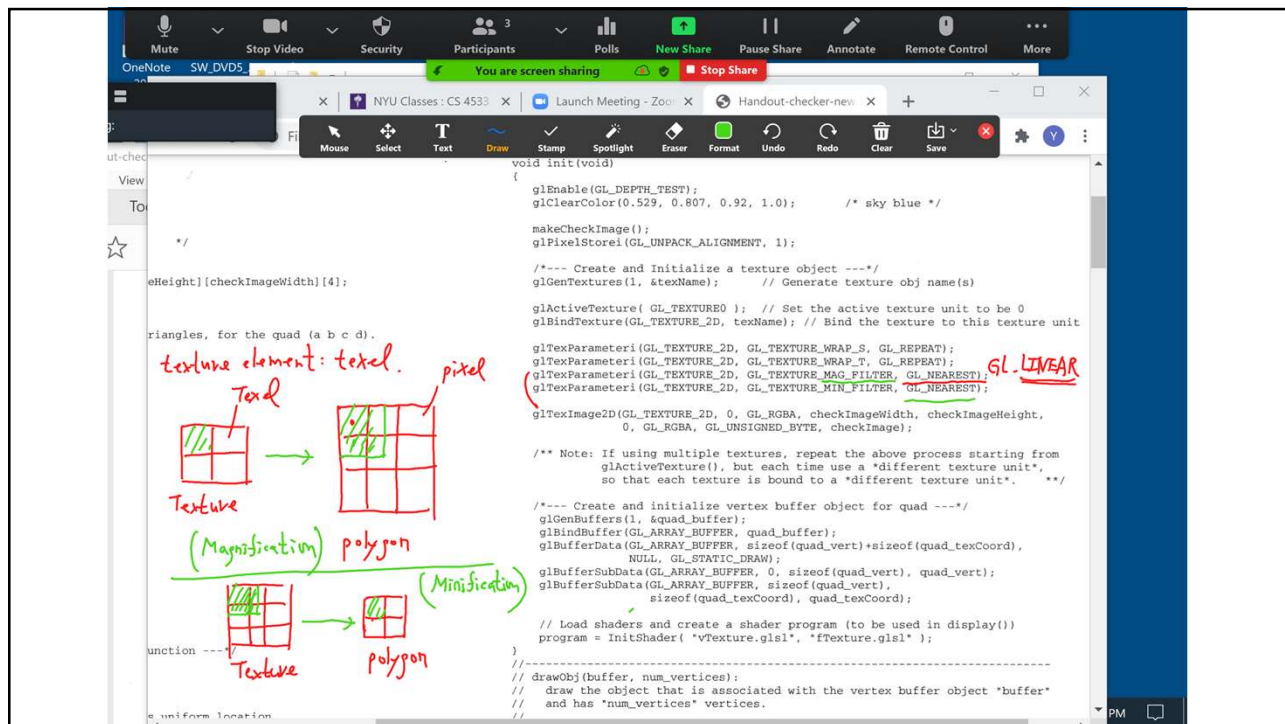 Mute
Stop Video
Security
Participants
3
Polls
New Share
Pause Share
Annotate
Remote Control
More
OneNote
SW_DVD5_
You are screen sharing
Stop Share
NYU Classes : CS 4533
Launch Meeting - Zoo
Handout-checker-new
Mouse
Select
Text
Draw
Stamp
Spotlight
Eraser
Format
Undo
Redo
Clear
Save
Y
ut-chec
View
*/
eHeight][checkImageWidth][4];
riangles, for the quad (a b c d).
texture element: texel.
Texel
pixel
Texture
polygon
(Magnification)
(Minification)
Texture
polygon
unction ---*/
s uniform location
void init(void)
{
glEnable(GL_DEPTH_TEST);
glClearColor(0.529, 0.807, 0.92, 1.0); /* sky blue */
makeCheckImage();
glPixelStorei(GL_UNPACK_ALIGNMENT, 1);
/*--- Create and Initialize a texture object ---*/
glGenTextures(1, &texName); // Generate texture obj name(s)
glActiveTexture( GL_TEXTURE0 ); // Set the active texture unit to be 0
glBindTexture(GL_TEXTURE_2D, texName); // Bind the texture to this texture unit
glTexParameteri(GL_TEXTURE_2D, GL_TEXTURE_WRAP_S, GL_REPEAT);
glTexParameteri(GL_TEXTURE_2D, GL_TEXTURE_WRAP_T, GL_REPEAT);
glTexParameteri(GL_TEXTURE_2D, GL_TEXTURE_MAG_FILTER, GL_NEAREST); GL_LINEAR
glTexParameteri(GL_TEXTURE_2D, GL_TEXTURE_MIN_FILTER, GL_NEAREST);
glTexImage2D(GL_TEXTURE_2D, 0, GL_RGBA, checkImageWidth, checkImageHeight,
0, GL_RGBA, GL_UNSIGNED_BYTE, checkImage);
/** Note: If using multiple textures, repeat the above process starting from
glActiveTexture(), but each time use a *different texture unit*,
so that each texture is bound to a *different texture unit*. **/
/*--- Create and initialize vertex buffer object for quad ---*/
glGenBuffers(1, &quad_buffer);
glBindBuffer(GL_ARRAY_BUFFER, quad_buffer);
glBufferData(GL_ARRAY_BUFFER, sizeof(quad_vert)+sizeof(quad_texCoord),
NULL, GL_STATIC_DRAW);
glBufferSubData(GL_ARRAY_BUFFER, 0, sizeof(quad_vert), quad_vert);
glBufferSubData(GL_ARRAY_BUFFER, sizeof(quad_vert),
sizeof(quad_texCoord), quad_texCoord);
// Load shaders and create a shader program (to be used in display())
program = InitShader( "vTexture.glsl", "fTexture.glsl" );
}
//----------------------------------------------------------------------
// drawObj(buffer, num_vertices):
// draw the object that is associated with the vertex buffer object "buffer"
// and has "num_vertices" vertices.
//
PM